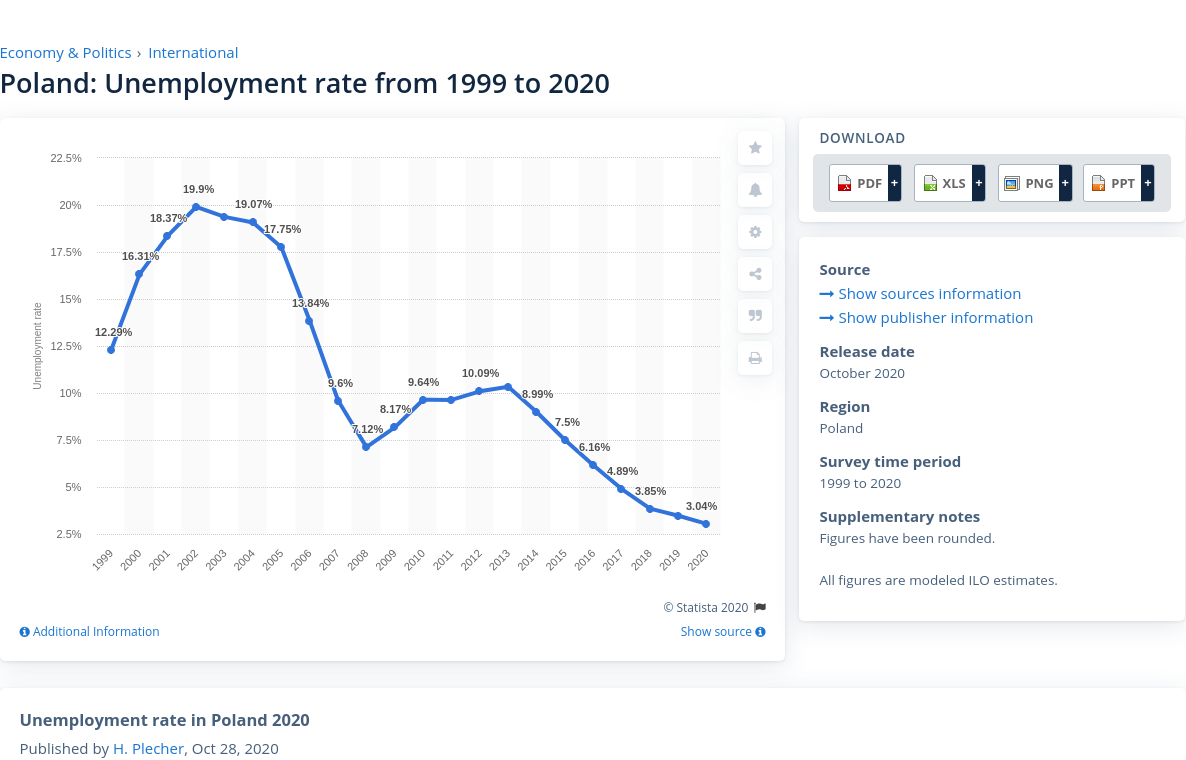 Economy & Politics › International
Poland: Unemployment rate from 1999 to 2020
Unemployment rate
22.5%
20%
17.5%
15%
12.5%
10%
7.5%
5%
2.5%
12.29%
16.31%
18.37%
19.9%
19.07%
17.75%
13.84%
9.6%
7.12%
8.17%
9.64%
10.09%
8.99%
7.5%
6.16%
4.89%
3.85%
3.04%
1999
2000
2001
2002
2003
2004
2005
2006
2007
2008
2009
2010
2011
2012
2013
2014
2015
2016
2017
2018
2019
2020
© Statista 2020
Additional Information
Show source
DOWNLOAD
PDF + XLS + PNG + PPT +
Source
Show sources information
Show publisher information
Release date
October 2020
Region
Poland
Survey time period
1999 to 2020
Supplementary notes
Figures have been rounded.
All figures are modeled ILO estimates.
Unemployment rate in Poland 2020
Published by H. Plecher, Oct 28, 2020